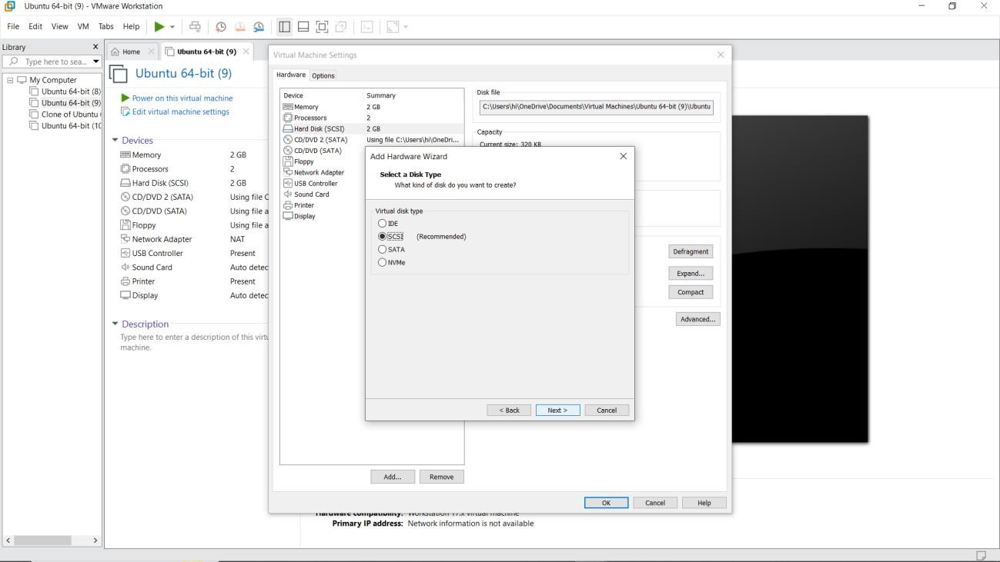 Ubuntu 64-bit (9) - VMware Workstation
File Edit View VM Tabs Help
Library
Type here to sea...
My Computer
Ubuntu 64-bit (8)
Ubuntu 64-bit (9)
Clone of Ubuntu
Ubuntu 64-bit (10
Home
Ubuntu 64-bit (9)
Ubuntu 64-bit (9)
Power on this virtual machine
Edit virtual machine settings
Devices
Memory 2 GB
Processors 2
Hard Disk (SCSI) 2 GB
CD/DVD 2 (SATA) Using file C
CD/DVD (SATA) Using file a
Floppy Using file a
Network Adapter NAT
USB Controller Present
Sound Card Auto detec
Printer Present
Display Auto detec
Description
Type here to enter a description of this virtu
machine.
Virtual Machine Settings
Hardware Options
Device Summary
Memory 2 GB
Processors 2
Hard Disk (SCSI) 2 GB
CD/DVD 2 (SATA) Using file C:\Users\hi\OneDri...
CD/DVD (SATA)
Floppy
Network Adapter
USB Controller
Sound Card
Printer
Display
Add... Remove
Disk file
C:\Users\hi\OneDrive\Documents\Virtual Machines\Ubuntu 64-bit (9)\Ubuntu
Capacity
Current size: 320 KB
Defragment
Expand...
Compact
Advanced...
OK Cancel Help
Add Hardware Wizard
Select a Disk Type
What kind of disk do you want to create?
Virtual disk type
IDE
SCSI (Recommended)
SATA
NVMe
< Back Next > Cancel
Hardware compatibility: Workstation 17.x virtual machine
Primary IP address: Network information is not available